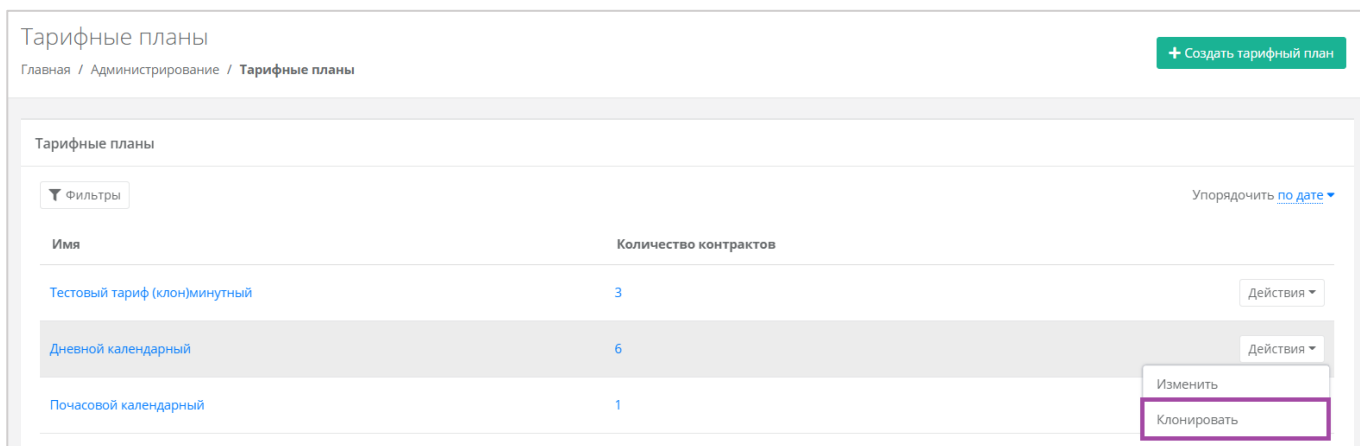 Тарифные планы
+ Создать тарифный план
Главная / Администрирование / Тарифные планы
Тарифные планы
Фильтры
Упорядочить по дате
Имя Количество контрактов
Тестовый тариф (клон)минутный 3 Действия
Дневной календарный 6 Действия
Изменить
Почасовой календарный 1
Клонировать